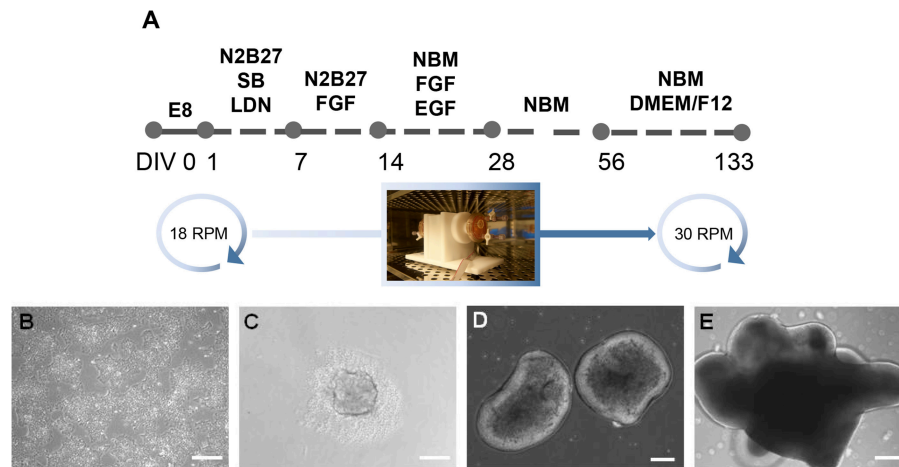 A
E8
N2B27
SB
LDN
N2B27
FGF
NBM
FGF
EGF
NBM
NBM
DMEM/F12
DIV 0 1 7 14 28 56 133
18 RPM
30 RPM
B
C
D
E